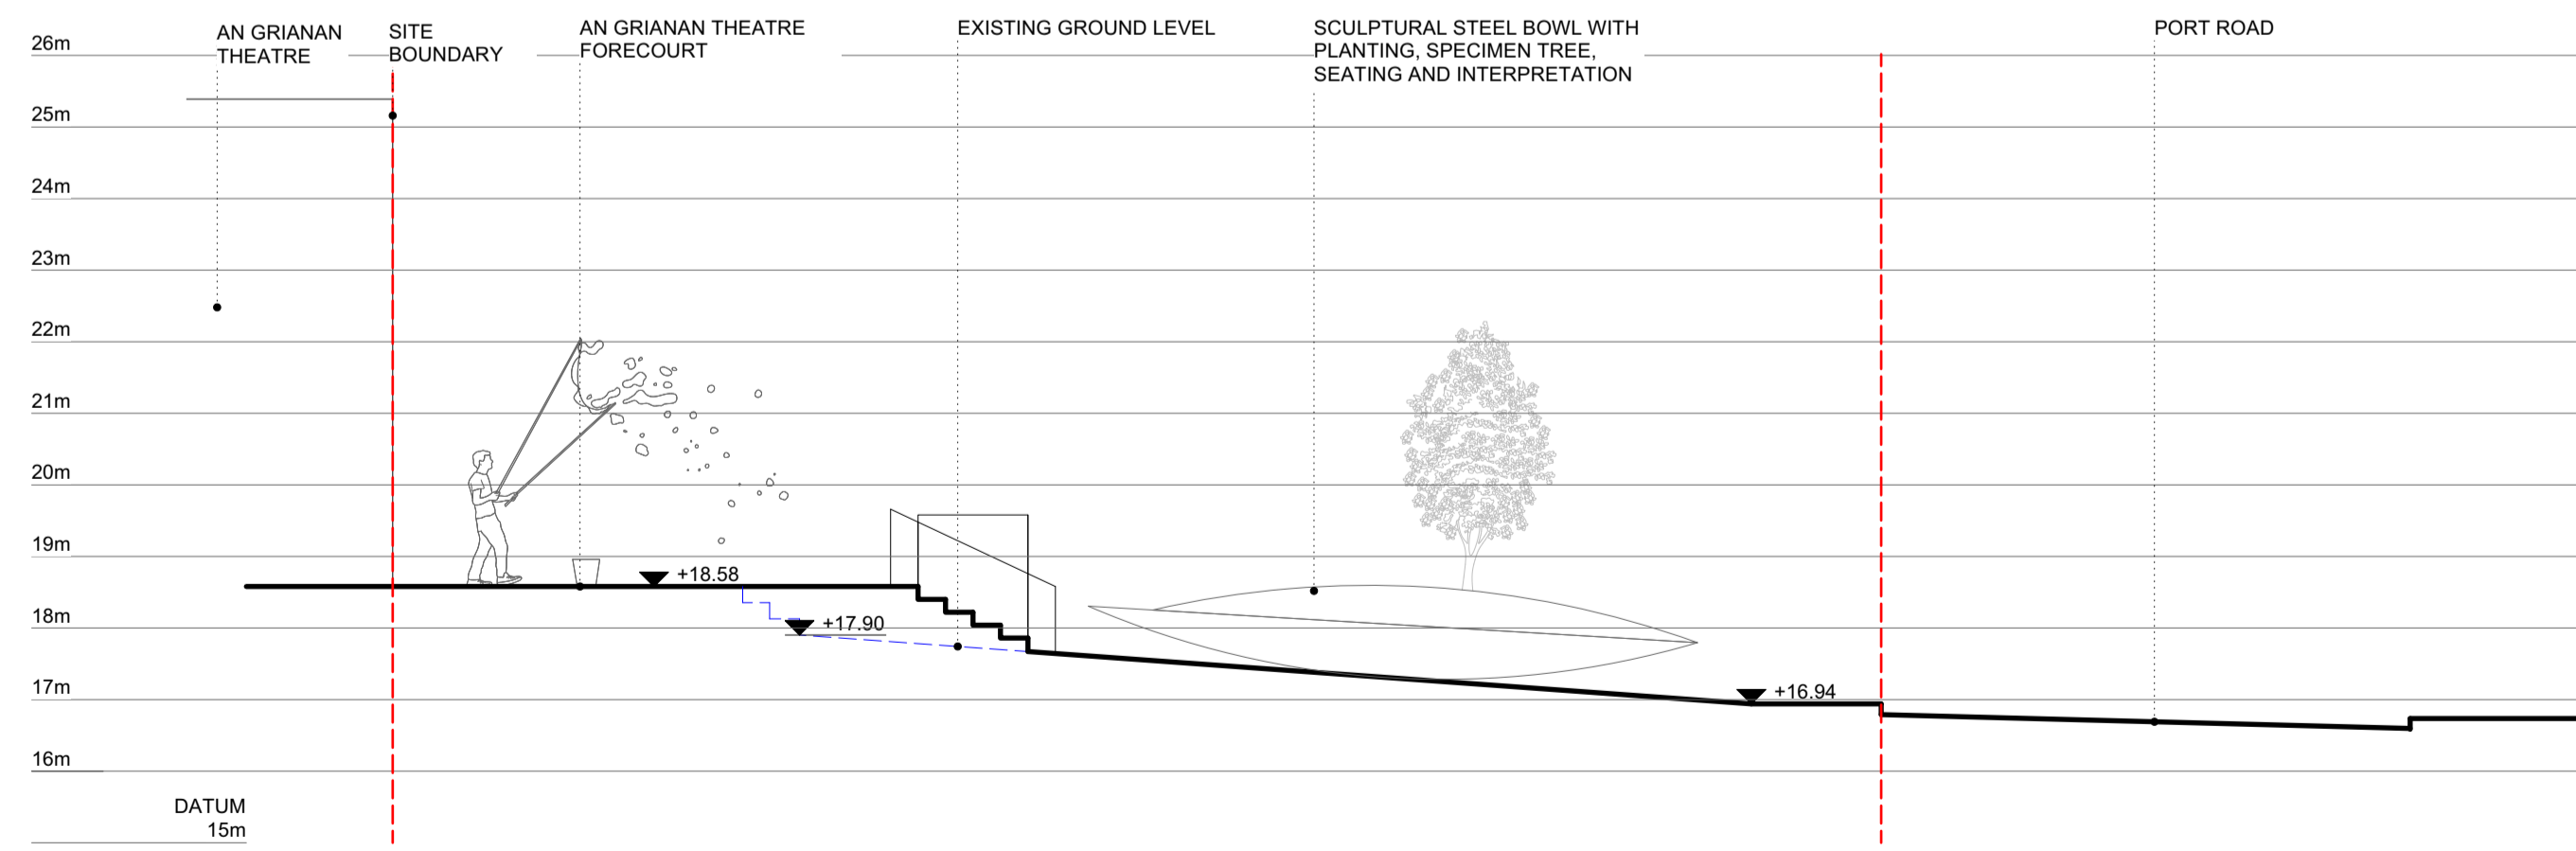 AN GRIANAN
THEATRE
SITE
BOUNDARY
AN GRIANAN THEATRE
FORECOURT
EXISTING GROUND LEVEL
SCULPTURAL STEEL BOWL WITH
PLANTING, SPECIMEN TREE,
SEATING AND INTERPRETATION
PORT ROAD
26m
25m
24m
23m
22m
21m
20m
19m
18m
17m
16m
DATUM
15m
+18.58
+17.90
+16.94